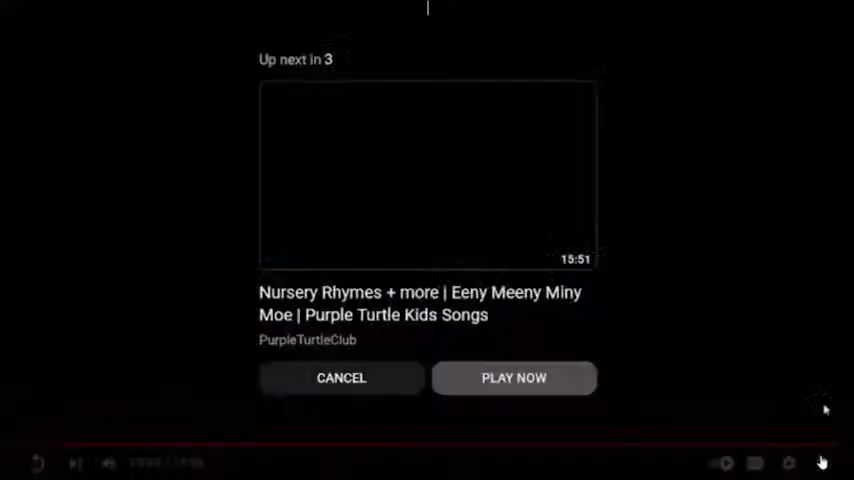 Up next in 3
15:51
Nursery Rhymes + more | Eeny Meeny Miny
Moe | Purple Turtle Kids Songs
PurpleTurtleClub
CANCEL
PLAY NOW